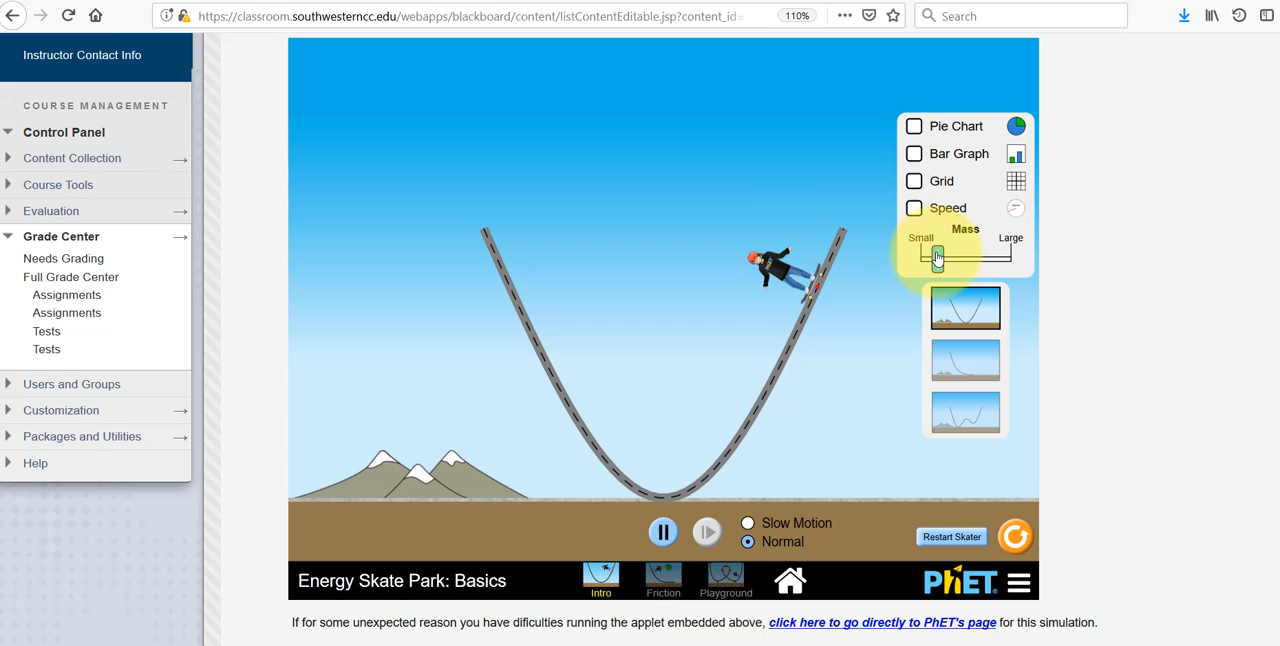 https://classroom.southwesterncc.edu/webapps/blackboard/content/listContentEditable.jsp?content_id=
110%
Search
Instructor Contact Info
COURSE MANAGEMENT
Control Panel
Content Collection
Course Tools
Evaluation
Grade Center
Needs Grading
Full Grade Center
Assignments
Assignments
Tests
Tests
Users and Groups
Customization
Packages and Utilities
Help
Pie Chart
Bar Graph
Grid
Speed
Mass
Small
Large
Slow Motion
Normal
Restart Skater
Energy Skate Park: Basics
Intro
Friction
Playground
PhET
If for some unexpected reason you have dificulties running the applet embedded above, click here to go directly to PhET's page for this simulation.